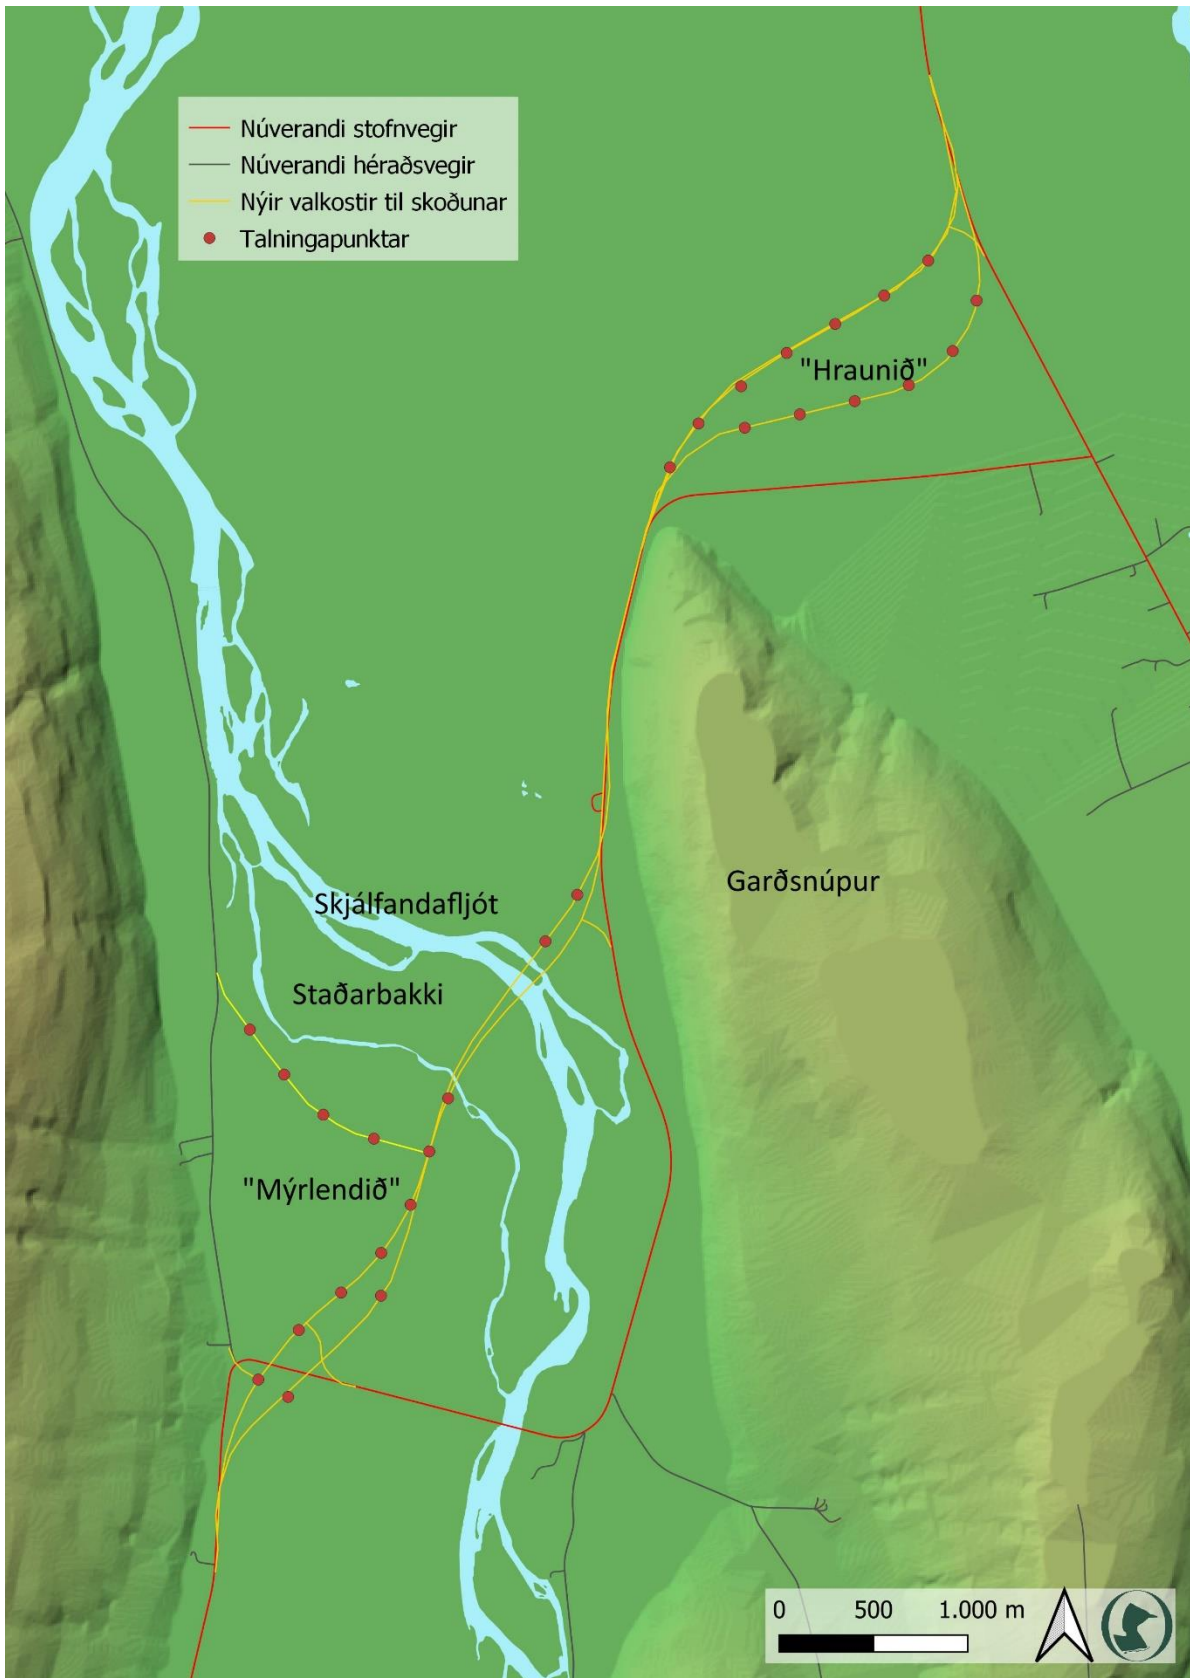 Núverandi stofnvegir
Núverandi héraðsvegir
Nýir valkostir til skoðunar
Talningapunktar
"Hraunið"
Garðsnúpur
Skjálfandafljót
Staðarbakki
"Mýrlendið"
0 500 1.000 m